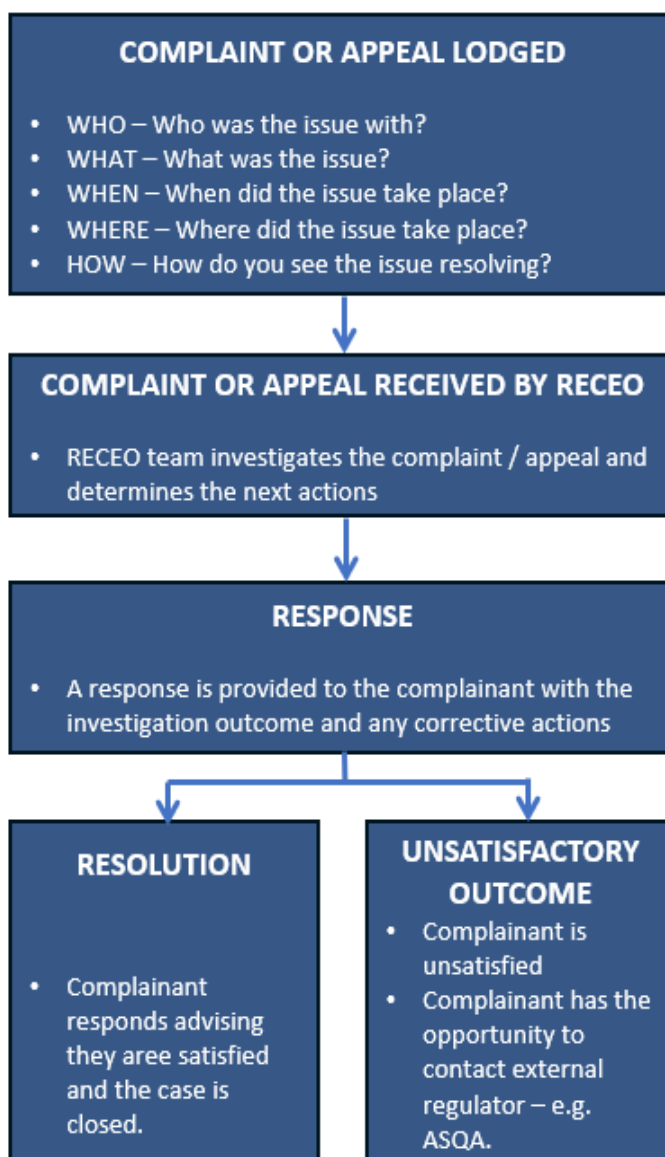 COMPLAINT OR APPEAL LODGED
• WHO – Who was the issue with?
• WHAT – What was the issue?
• WHEN – When did the issue take place?
• WHERE – Where did the issue take place?
• HOW – How do you see the issue resolving?
COMPLAINT OR APPEAL RECEIVED BY RECEO
• RECEO team investigates the complaint / appeal and
determines the next actions
RESPONSE
• A response is provided to the complainant with the
investigation outcome and any corrective actions
RESOLUTION
• Complainant
responds advising
they aree satisfied
and the case is
closed.
UNSATISFACTORY
OUTCOME
• Complainant is
unsatisfied
• Complainant has the
opportunity to
contact external
regulator – e.g.
ASQA.